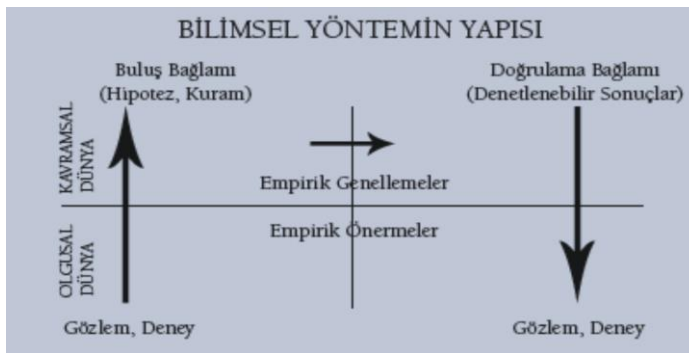 BİLİMSEL YÖNTEMİN YAPISI
Buluş Bağlamı
(Hipotez, Kuram)
Doğrulama Bağlamı
(Denetlenebilir Sonuçlar)
KAVRAMSAL
DÜNYA
Empirik Genellemeler
Empirik Önermeler
OLGUSAL
DÜNYA
Gözlem, Deney
Gözlem, Deney